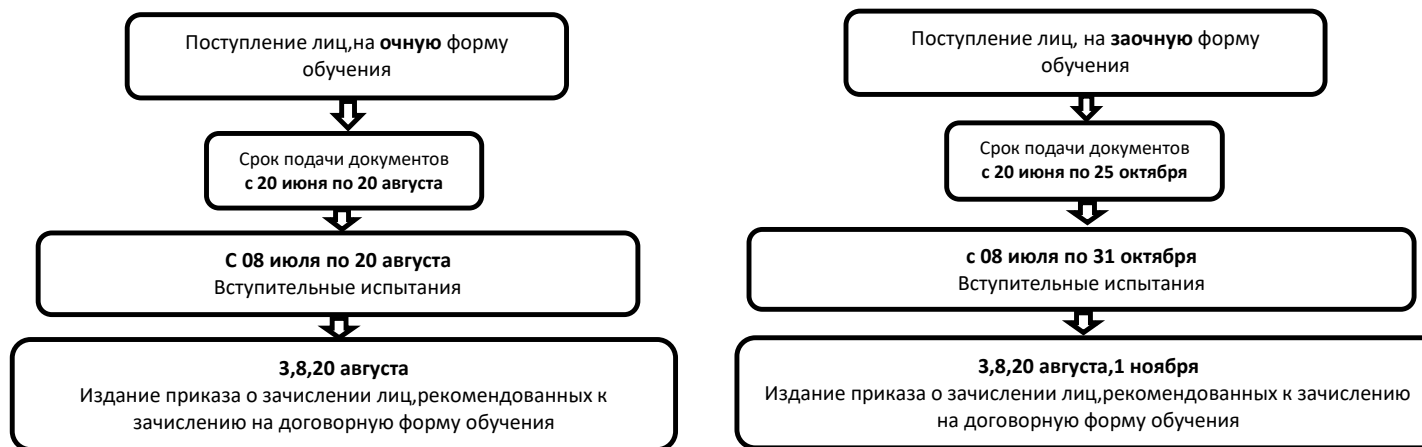 Поступление лиц,на очную форму
обучения
Срок подачи документов
с 20 июня по 20 августа
С 08 июля по 20 августа
Вступительные испытания
3,8,20 августа
Издание приказа о зачислении лиц,рекомендованных к
зачислению на договорную форму обучения
Поступление лиц, на заочную форму
обучения
Срок подачи документов
с 20 июня по 25 октября
с 08 июля по 31 октября
Вступительные испытания
3,8,20 августа,1 ноября
Издание приказа о зачислении лиц,рекомендованных к зачислению
на договорную форму обучения